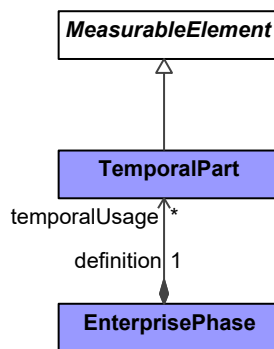 MeasurableElement
TemporalPart
temporalUsage *
definition 1
EnterprisePhase